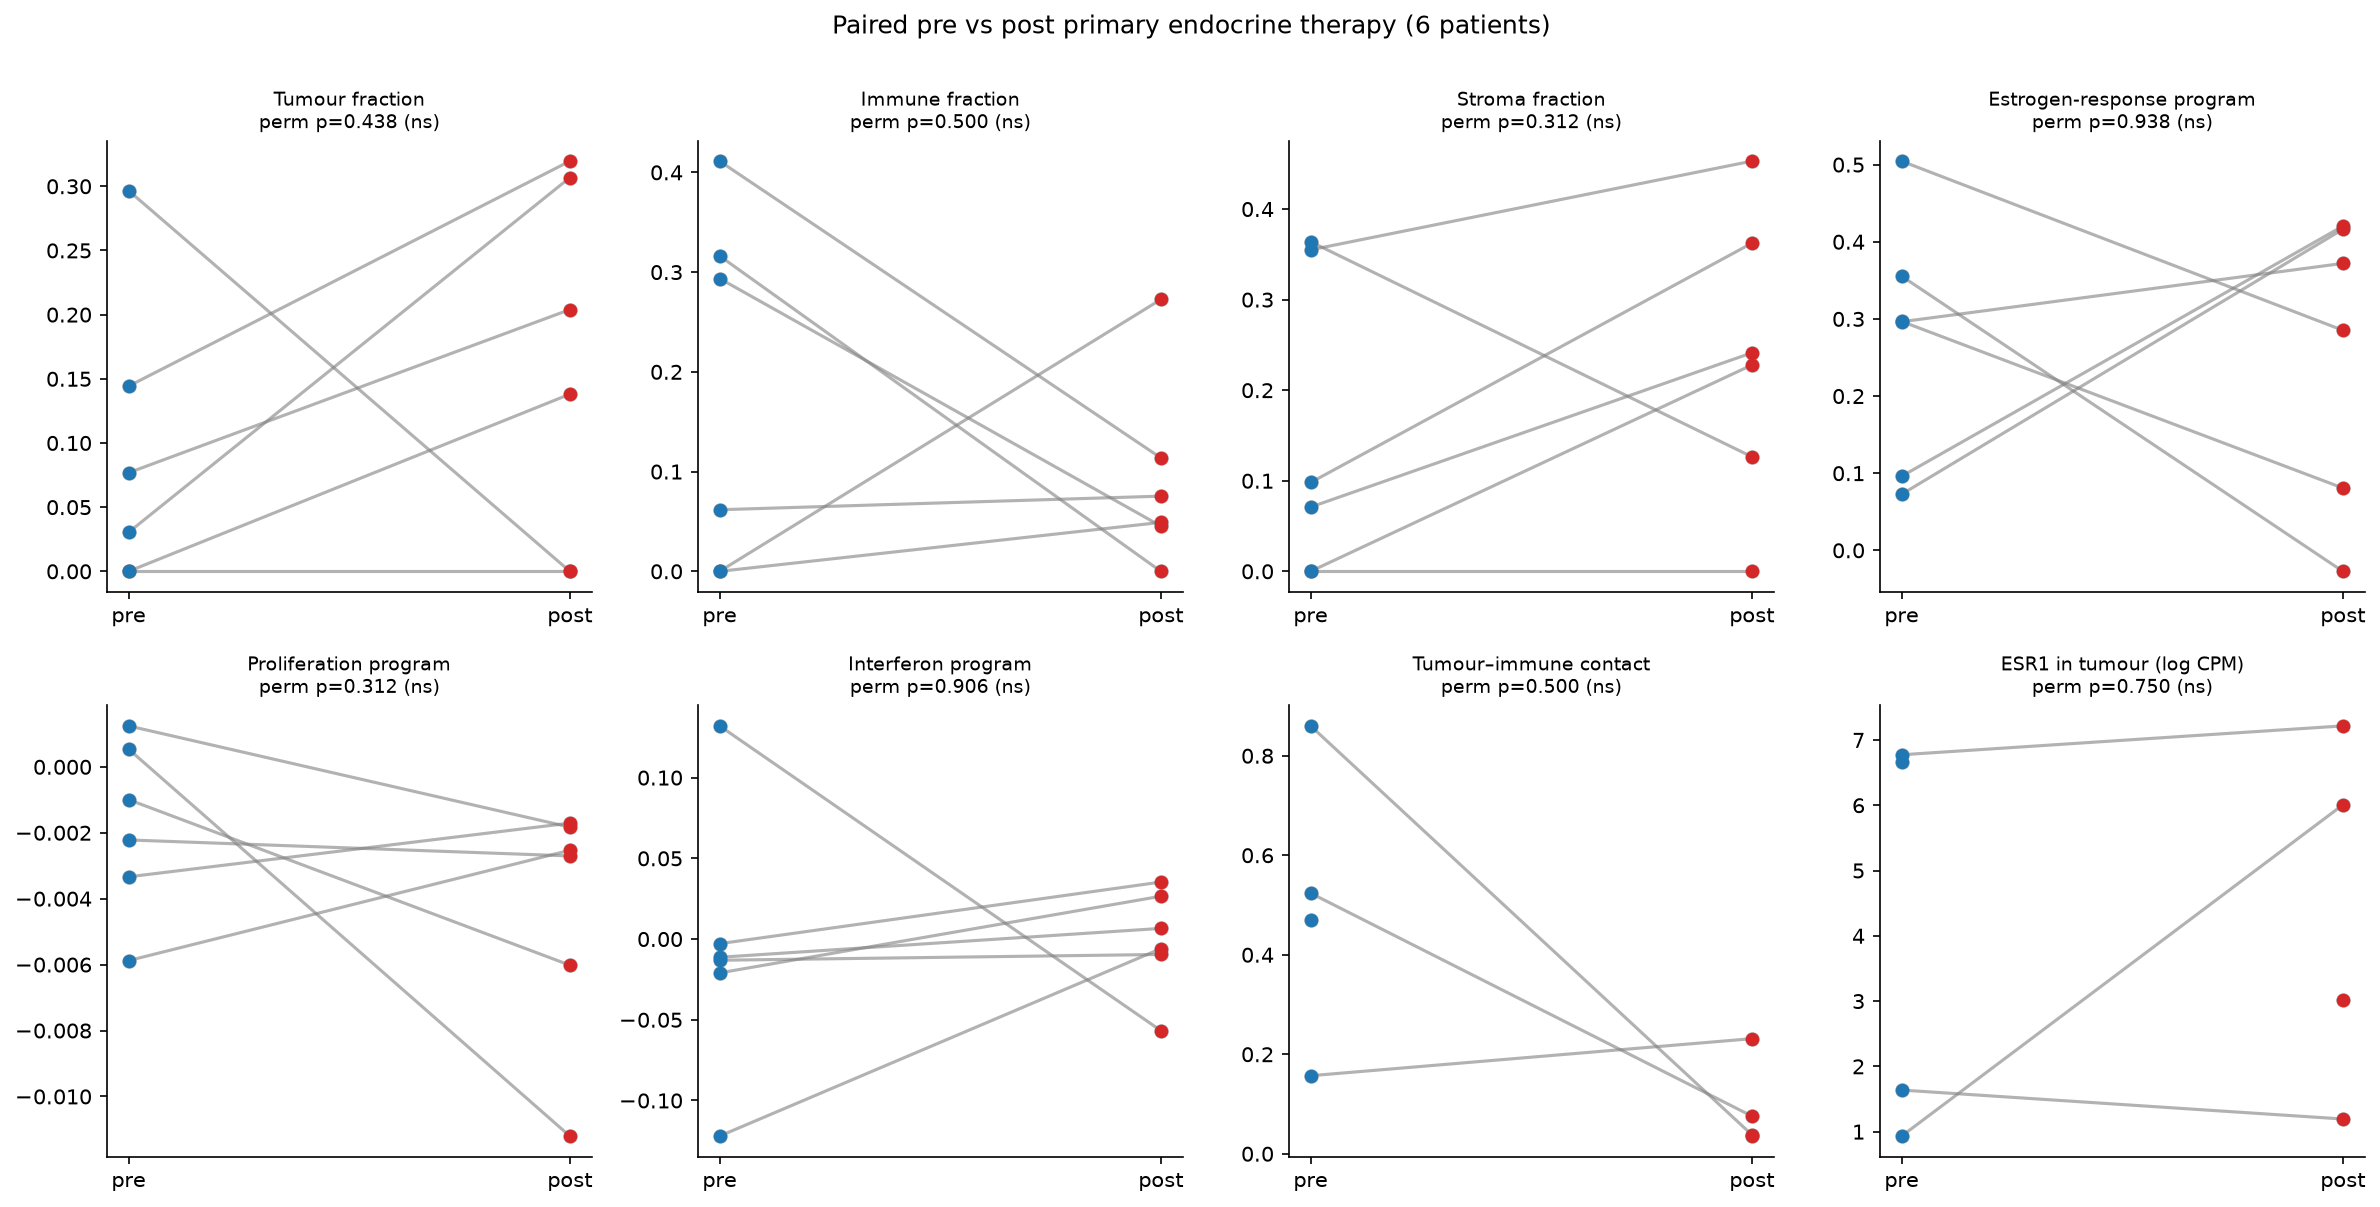 Paired pre vs post primary endocrine therapy (6 patients)
Tumour fraction
perm p=0.438 (ns)
0.30
0.25
0.20
0.15
0.10
0.05
0.00
pre
post
Immune fraction
perm p=0.500 (ns)
0.4
0.3
0.2
0.1
0.0
pre
post
Stroma fraction
perm p=0.312 (ns)
0.4
0.3
0.2
0.1
0.0
pre
post
Estrogen-response program
perm p=0.938 (ns)
0.5
0.4
0.3
0.2
0.1
0.0
pre
post
Proliferation program
perm p=0.312 (ns)
0.000
−0.002
−0.004
−0.006
−0.008
−0.010
pre
post
Interferon program
perm p=0.906 (ns)
0.10
0.05
0.00
−0.05
−0.10
pre
post
Tumour–immune contact
perm p=0.500 (ns)
0.8
0.6
0.4
0.2
0.0
pre
post
ESR1 in tumour (log CPM)
perm p=0.750 (ns)
7
6
5
4
3
2
1
pre
post